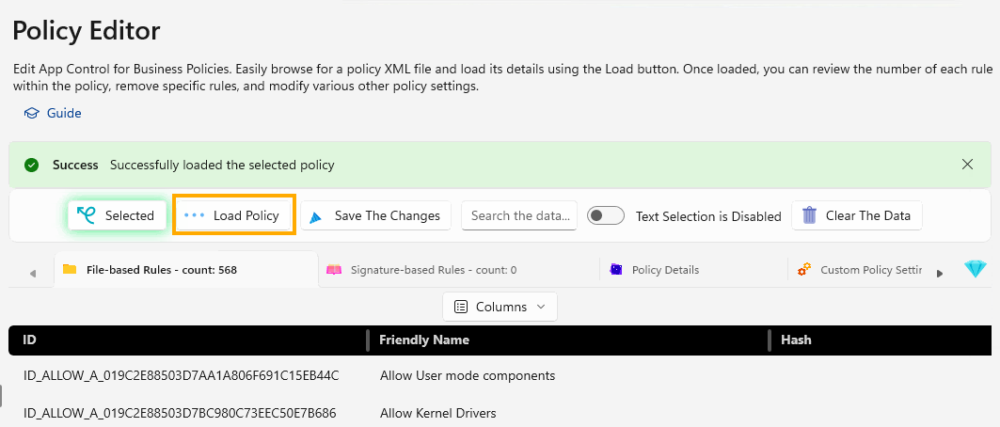 Policy Editor
Edit App Control for Business Policies. Easily browse for a policy XML file and load its details using the Load button. Once loaded, you can review the number of each rule
within the policy, remove specific rules, and modify various other policy settings.
Guide
Success Successfully loaded the selected policy
Selected Load Policy Save The Changes Search the data... Text Selection is Disabled Clear The Data
File-based Rules - count: 568 Signature-based Rules - count: 0 Policy Details Custom Policy Settin
Columns
ID Friendly Name Hash
ID_ALLOW_A_019C2E88503D7AA1A806F691C15EB44C Allow User mode components
ID_ALLOW_A_019C2E88503D7BC980C73EEC50E7B686 Allow Kernel Drivers